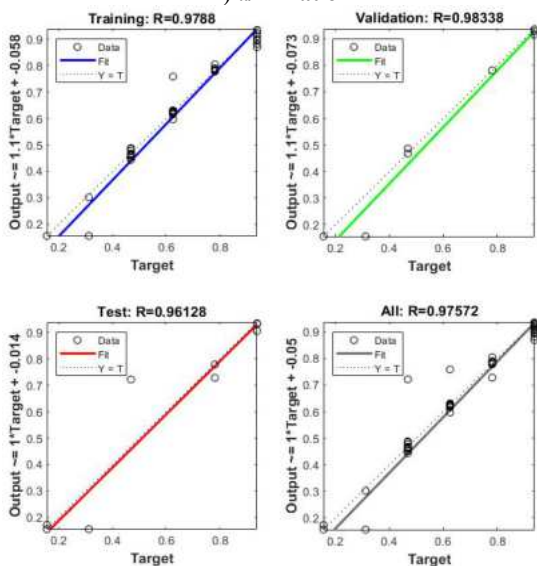 Training: R=0.9788
Output ~= 1.1*Target + -0.058
0.9
0.8
0.7
0.6
0.5
0.4
0.3
0.2
Data
Fit
Y = T
0.2 0.4 0.6 0.8
Target
Validation: R=0.98338
Output ~= 1.1*Target + -0.073
0.9
0.8
0.7
0.6
0.5
0.4
0.3
0.2
Data
Fit
Y = T
0.2 0.4 0.6 0.8
Target
Test: R=0.96128
Output ~= 1*Target + -0.014
0.9
0.8
0.7
0.6
0.5
0.4
0.3
0.2
Data
Fit
Y = T
0.2 0.4 0.6 0.8
Target
All: R=0.97572
Output ~= 1*Target + -0.05
0.9
0.8
0.7
0.6
0.5
0.4
0.3
0.2
Data
Fit
Y = T
0.2 0.4 0.6 0.8
Target